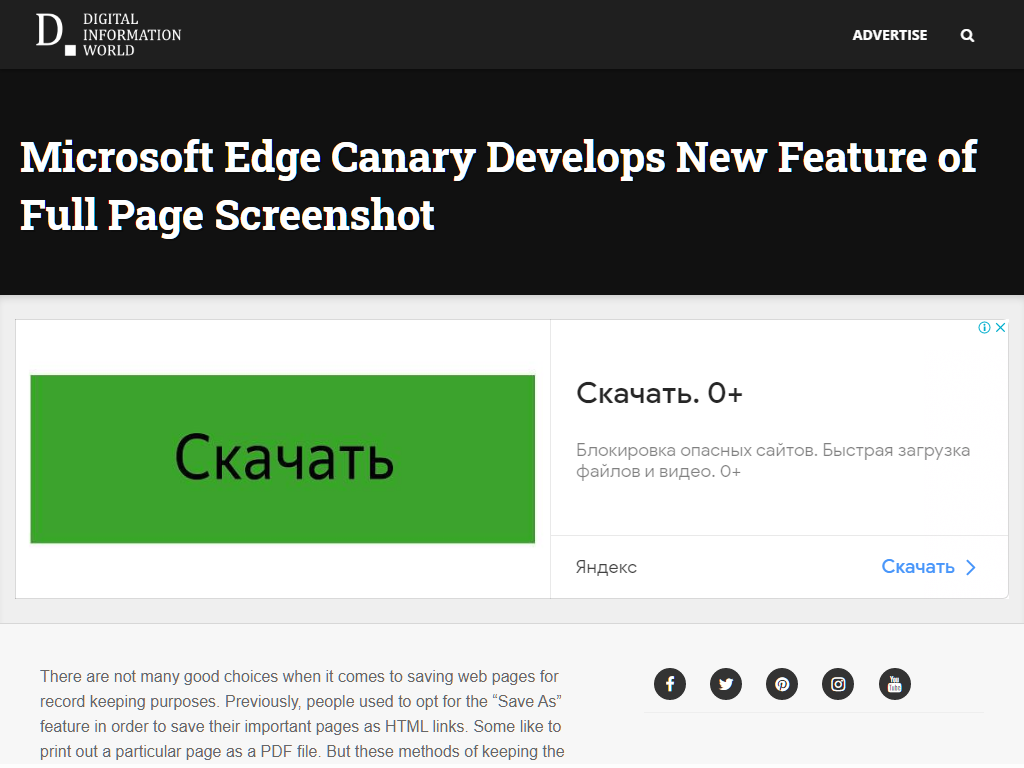 DIGITAL
INFORMATION
WORLD
ADVERTISE
Microsoft Edge Canary Develops New Feature of
Full Page Screenshot
Скачать
Скачать. 0+
Блокировка опасных сайтов. Быстрая загрузка
файлов и видео. 0+
Яндекс
Скачать
There are not many good choices when it comes to saving web pages for
record keeping purposes. Previously, people used to opt for the “Save As”
feature in order to save their important pages as HTML links. Some like to
print out a particular page as a PDF file. But these methods of keeping the
You
Tube